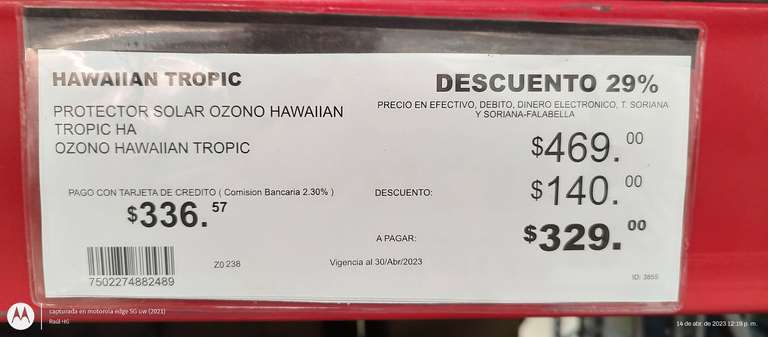 HAWAIIAN TROPIC
PROTECTOR SOLAR OZONO HAWAIIAN
TROPIC HA
OZONO HAWAIIAN TROPIC
DESCUENTO 29%
PRECIO EN EFECTIVO, DEBITO, DINERO ELECTRONICO, T. SORIANA
Y SORIANA-FALABELLA
$469.00
DESCUENTO: $140.00
A PAGAR: $329.00
PAGO CON TARJETA DE CREDITO ( Comision Bancaria 2.30% )
$336.57
7502274882489
Z0 238
Vigencia al 30/Abr/2023
ID: 3855
capturada en motorola edge 5G uw (2021)
14 de abr. de 2023 12:19 p. m.